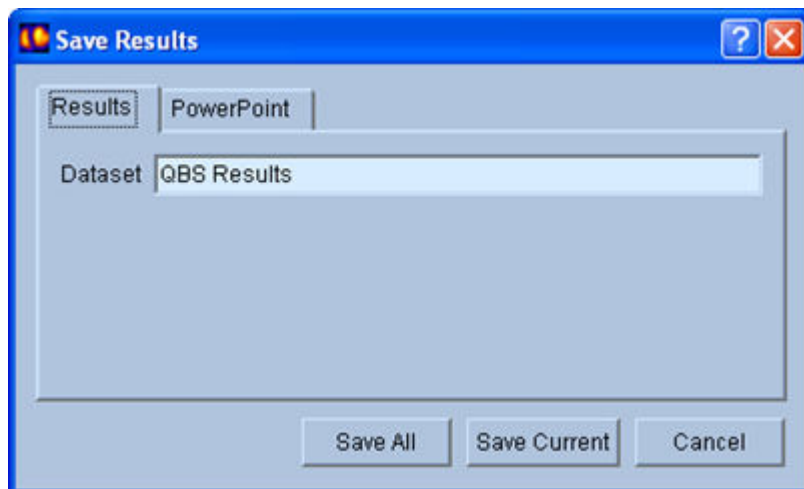 Save Results
?
Results PowerPoint
Dataset QBS Results
Save All Save Current Cancel